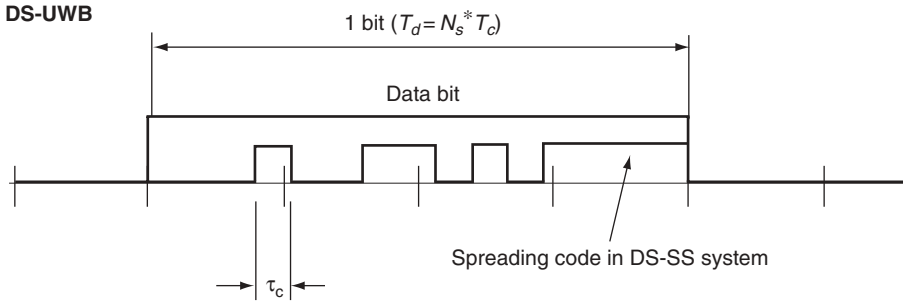 DS-UWB
1 bit (T_d = N_s* T_c)
Data bit
Spreading code in DS-SS system
τ_c